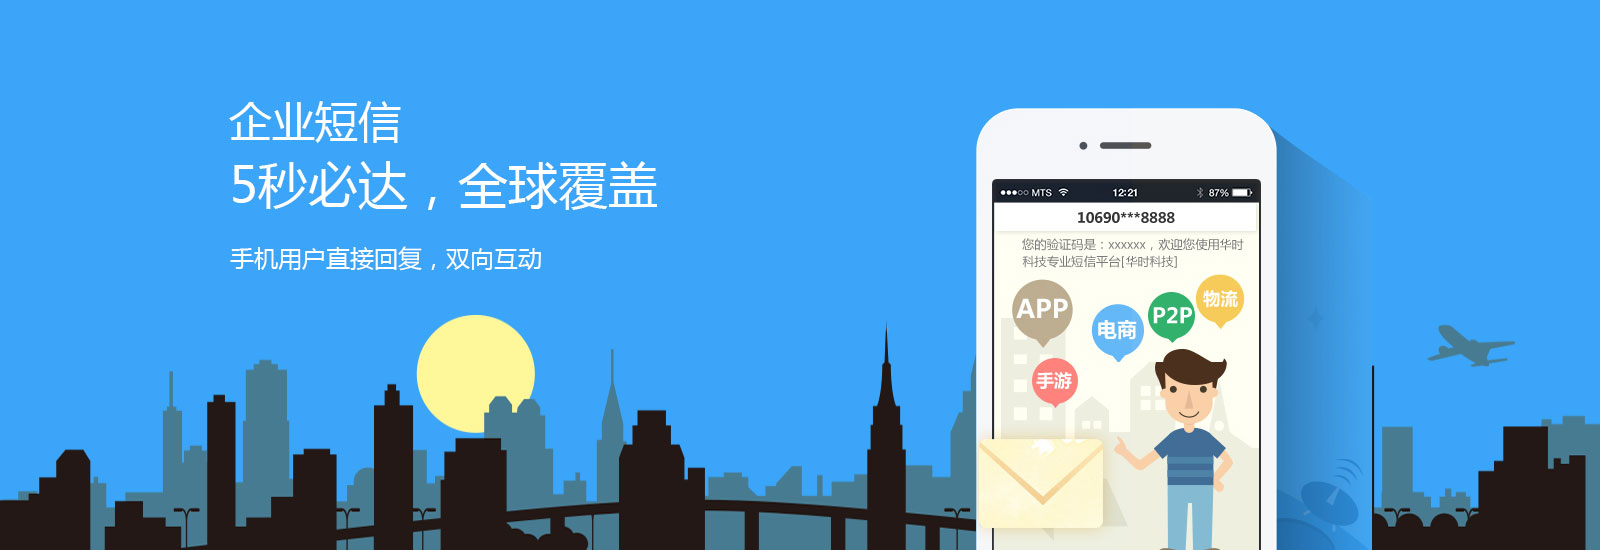 企业短信
5秒必达，全球覆盖
手机用户直接回复，双向互动
MTS 12:21 87%
10690***8888
您的验证码是：xxxxxx，欢迎您使用华时
科技专业短信平台[华时科技]
APP
电商
P2P
物流
手游